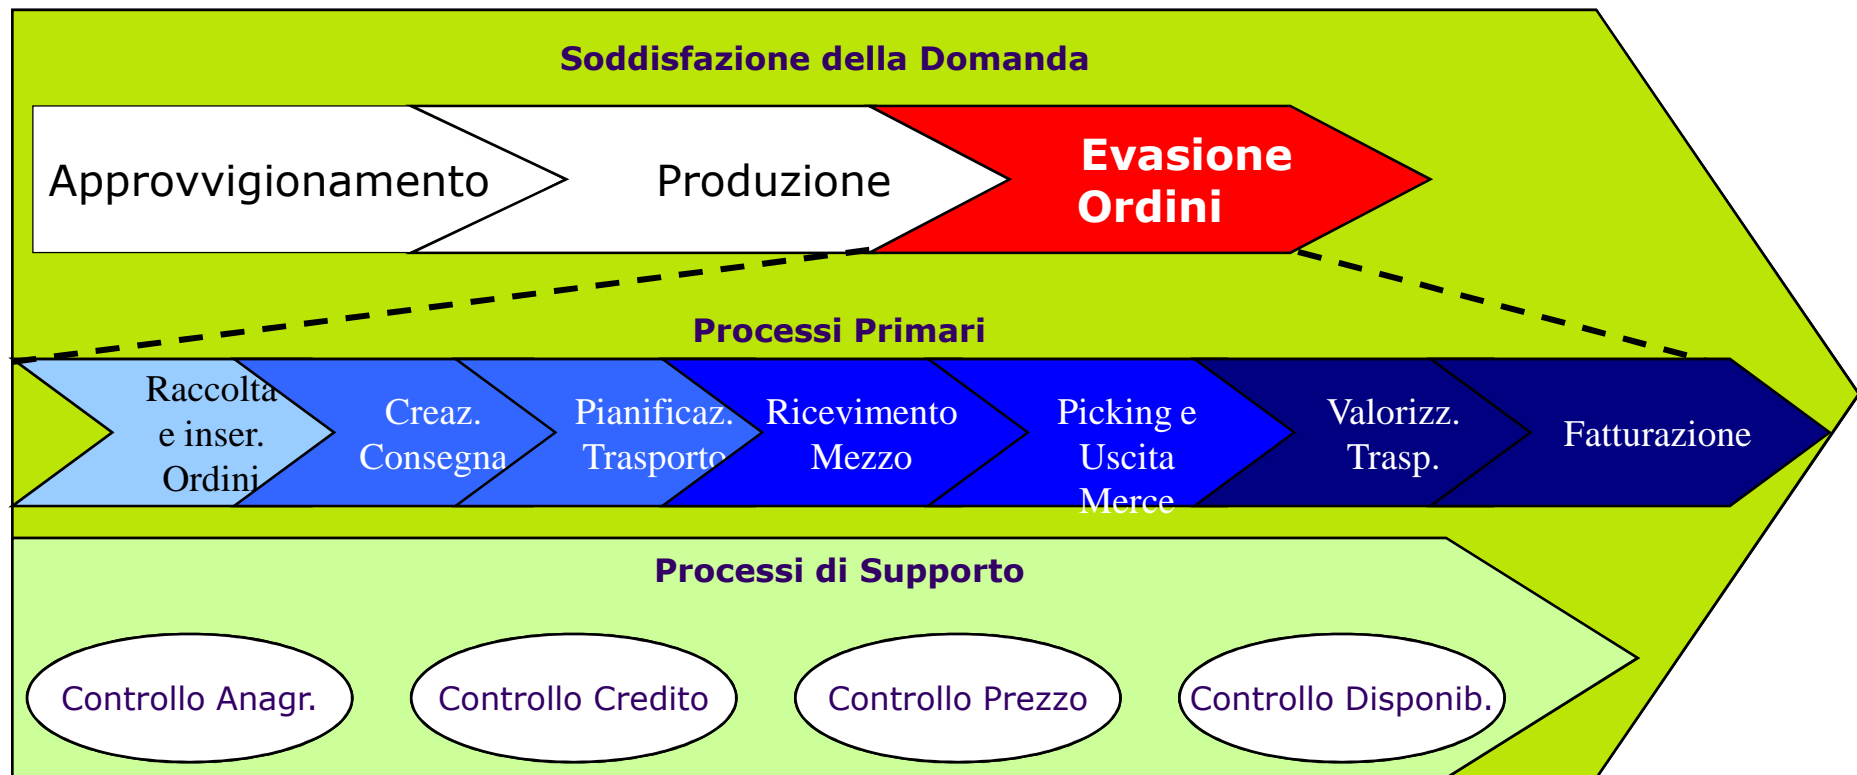 Soddisfazione della Domanda
Approvvigionamento
Produzione
Evasione
Ordini
Processi Primari
Raccolta
e inser.
Ordini
Creaz.
Consegna
Pianificaz.
Trasporto
Ricevimento
Mezzo
Picking e
Uscita
Merce
Valorizz.
Trasp.
Fatturazione
Processi di Supporto
Controllo Anagr.
Controllo Credito
Controllo Prezzo
Controllo Disponib.